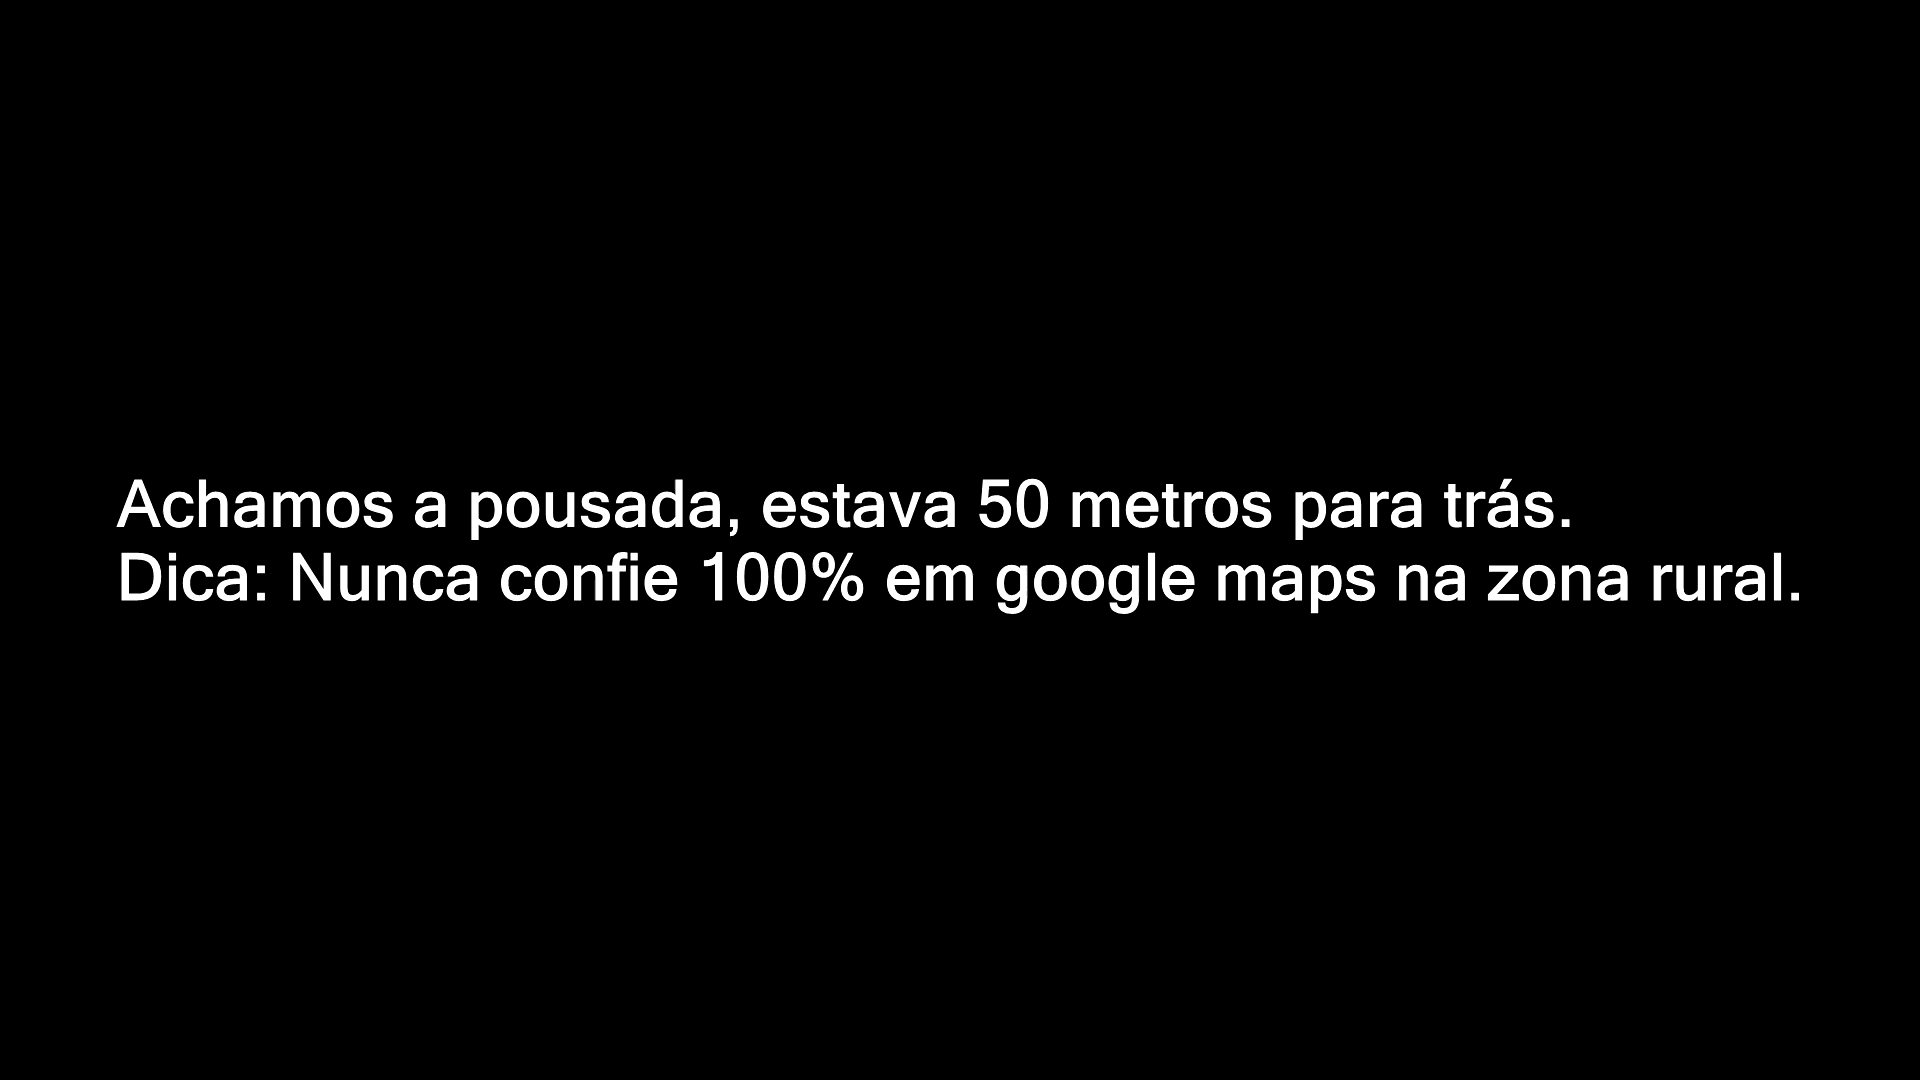 Achamos a pousada, estava 50 metros para trás.
Dica: Nunca confie 100% em google maps na zona rural.